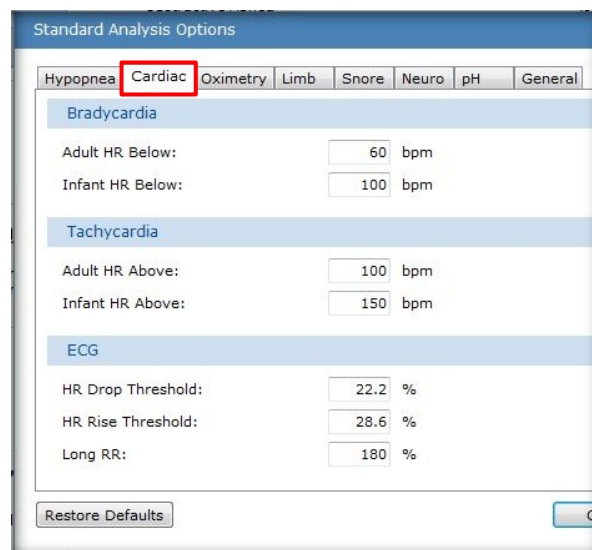 Standard Analysis Options
Hypopnea Cardiac Oximetry Limb Snore Neuro pH General
Bradycardia
Adult HR Below: 60 bpm
Infant HR Below: 100 bpm
Tachycardia
Adult HR Above: 100 bpm
Infant HR Above: 150 bpm
ECG
HR Drop Threshold: 22.2 %
HR Rise Threshold: 28.6 %
Long RR: 180 %
Restore Defaults